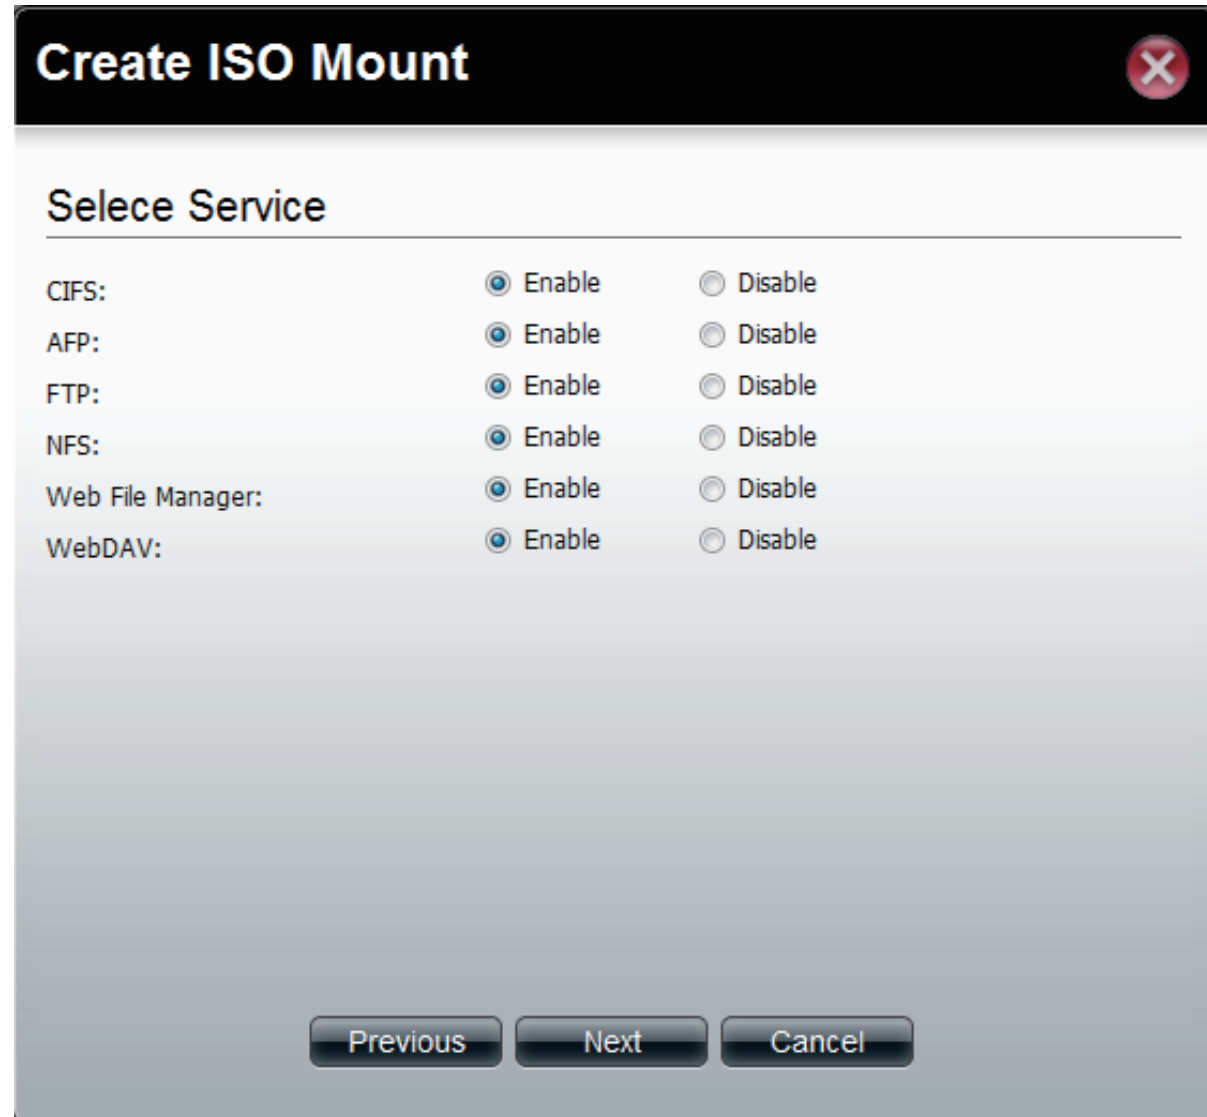 Create ISO Mount
Selece Service
CIFS: Enable Disable
AFP: Enable Disable
FTP: Enable Disable
NFS: Enable Disable
Web File Manager: Enable Disable
WebDAV: Enable Disable
Previous Next Cancel